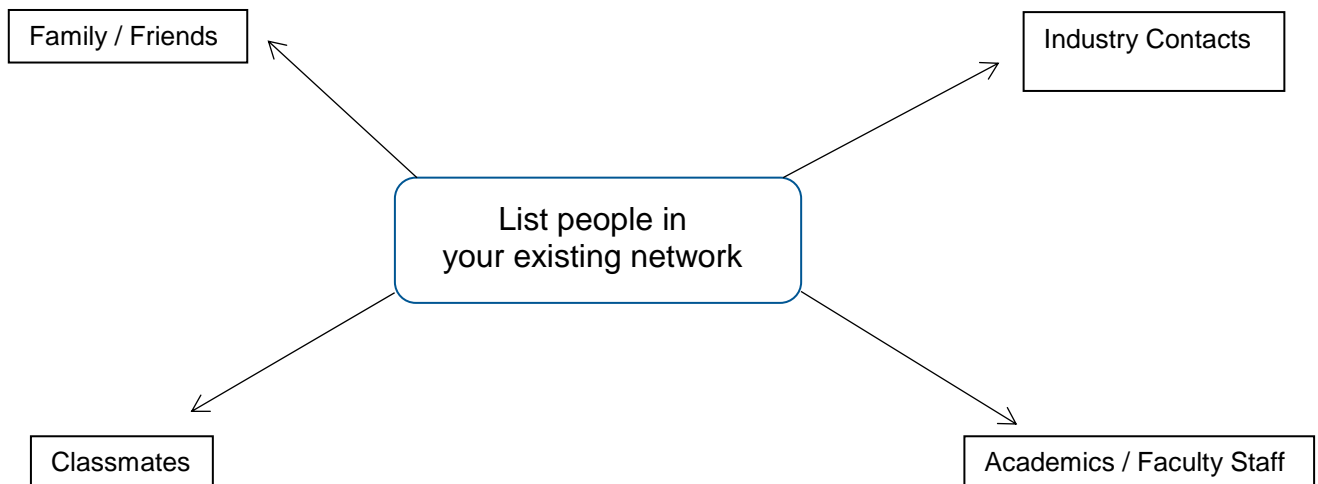 Family / Friends
Industry Contacts
List people in
your existing network
Classmates
Academics / Faculty Staff